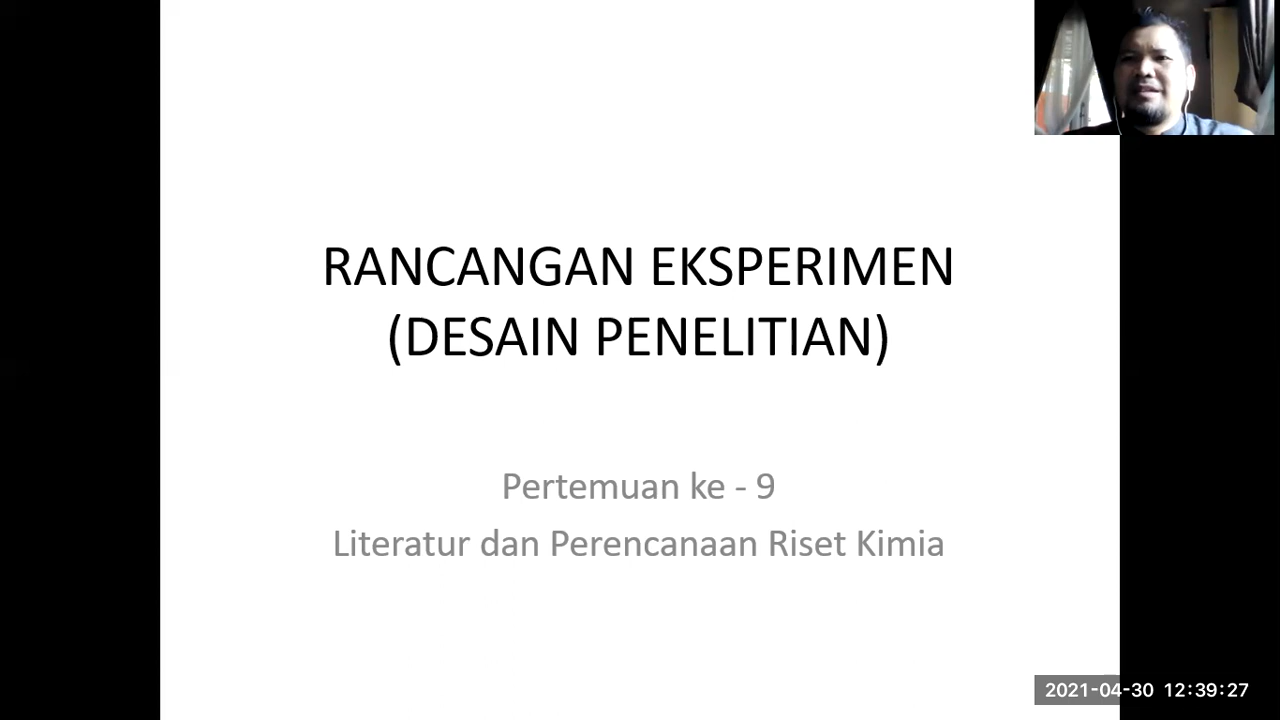 RANCANGAN EKSPERIMEN
(DESAIN PENELITIAN)
Pertemuan ke - 9
Literatur dan Perencanaan Riset Kimia
2021-04-30 12:39:27